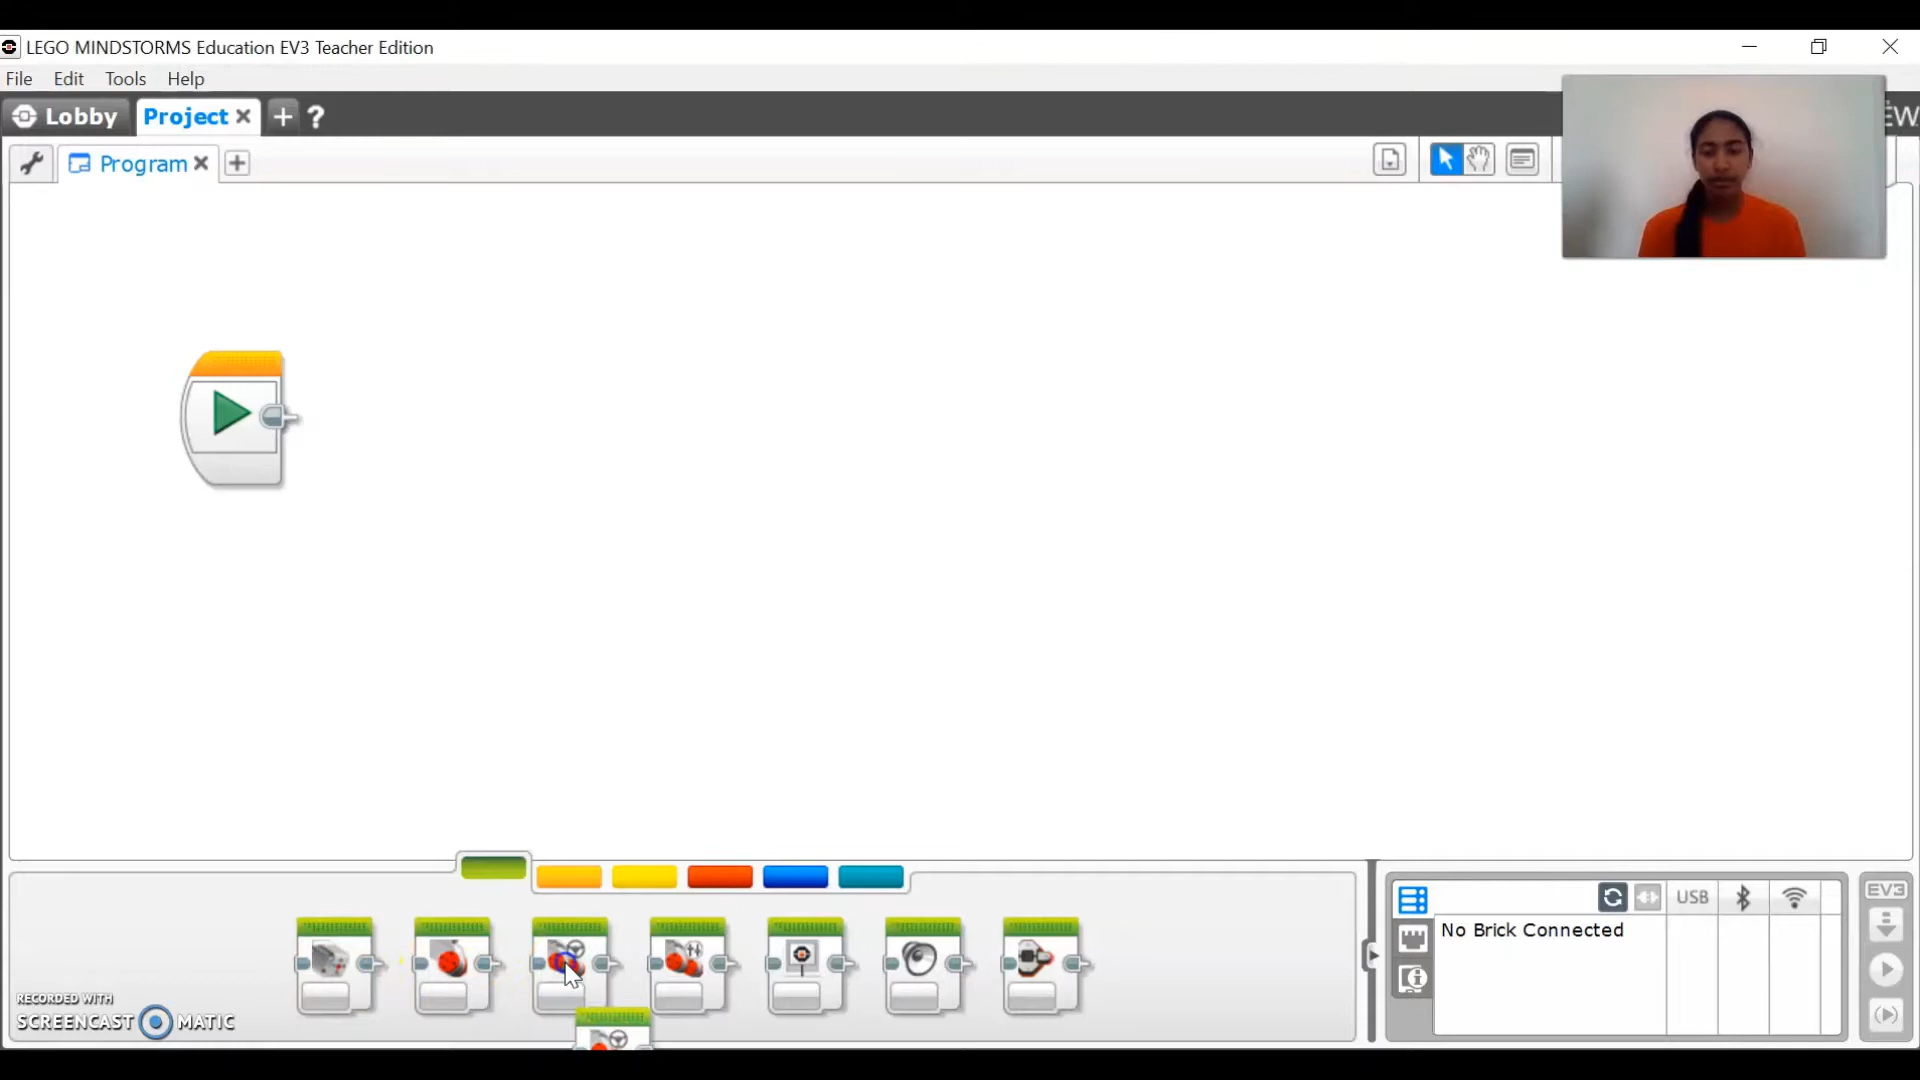 LEGO MINDSTORMS Education EV3 Teacher Edition
File Edit Tools Help
Lobby Project + ?
Program +
USB
No Brick Connected
EV3
RECORDED WITH
SCREENCAST MATIC